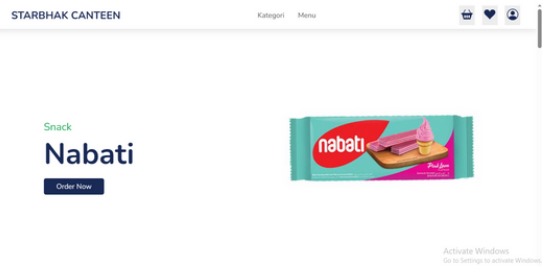 STARBHAK CANTEEN
Kategori
Menu
Snack
Nabati
Order Now
nabati
Pink Lava
Activate Windows
Go to Settings to activate Windows.